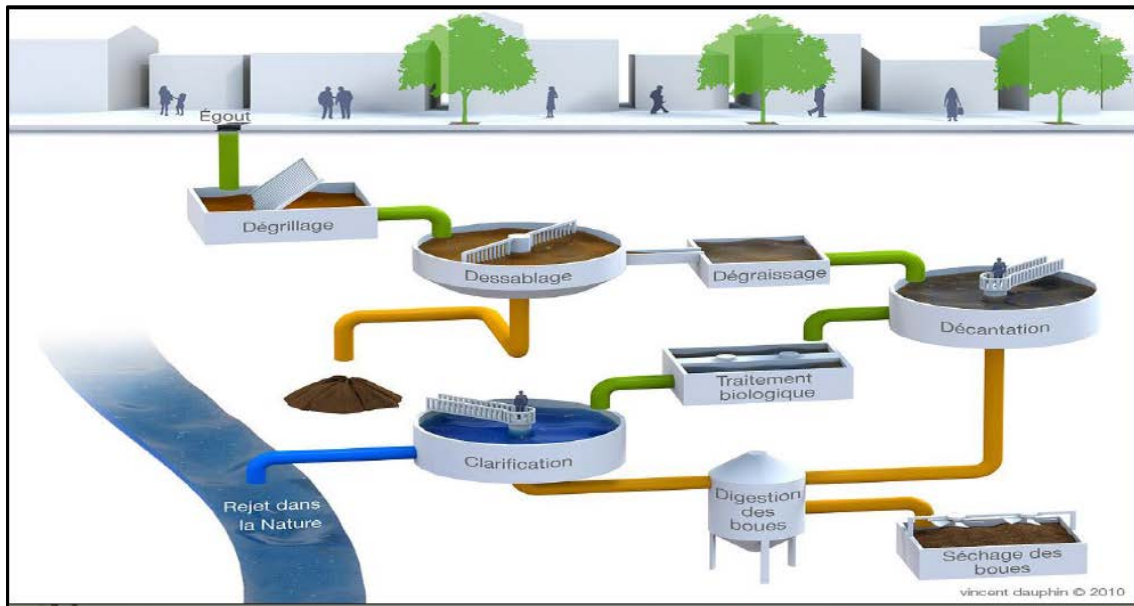 Égout
Dégrillage
Dessablage
Dégraissage
Décantation
Traitement
biologique
Clarification
Rejet dans
la Nature
Digestion
des
boues
Séchage des
boues
vincent dauphin © 2010